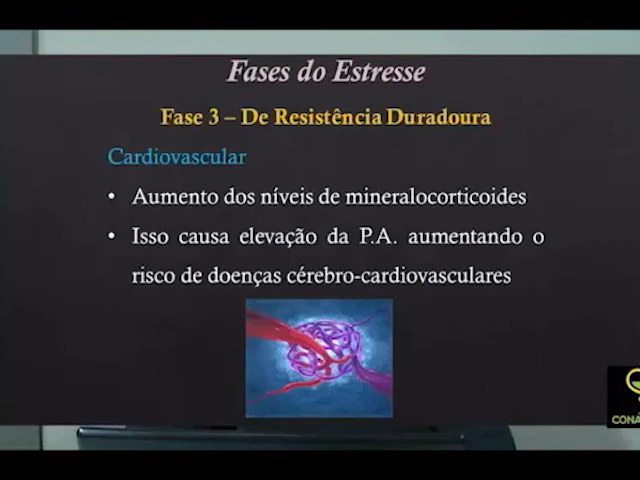 Fases do Estresse
Fase 3 – De Resistência Duradoura
Cardiovascular
• Aumento dos níveis de mineralocorticoides
• Isso causa elevação da P.A. aumentando o
risco de doenças cérebro-cardiovasculares